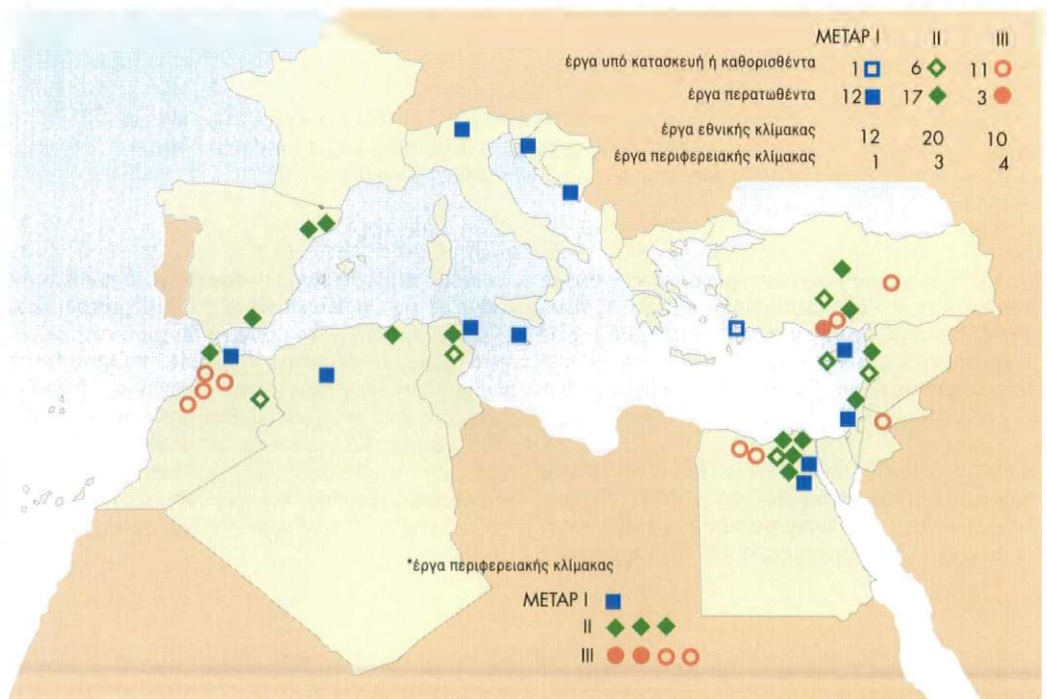 METAP I II III
έργα υπό κατασκευή ή καθορισθέντα 1 6 11
έργα περατωθέντα 12 17 3
έργα εθνικής κλίμακας 12 20 10
έργα περιφερειακής κλίμακας 1 3 4
*έργα περιφερειακής κλίμακας
METAP I
II
III